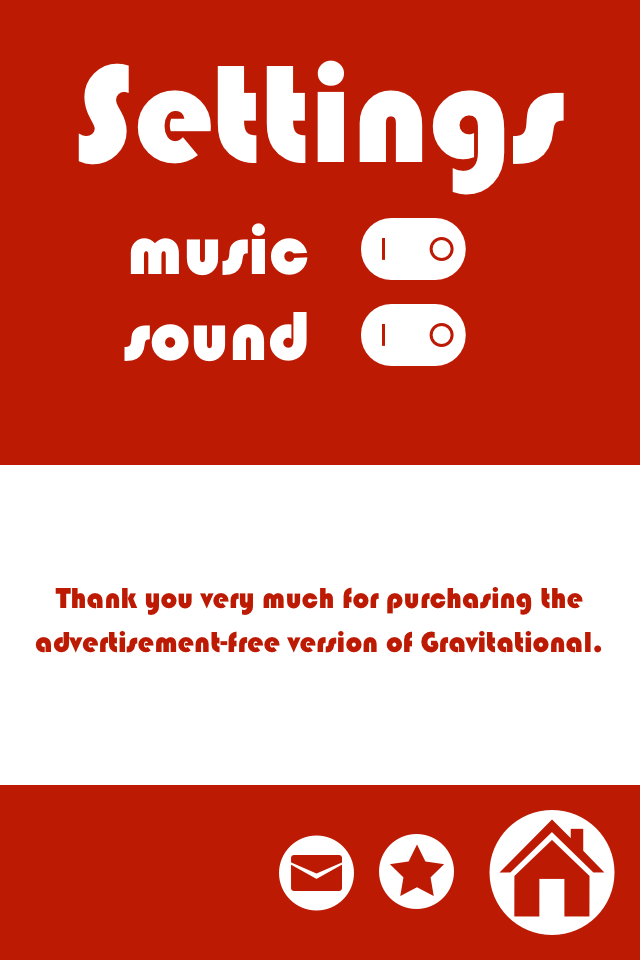 Settings
music
sound
Thank you very much for purchasing the
advertisement-free version of Gravitational.